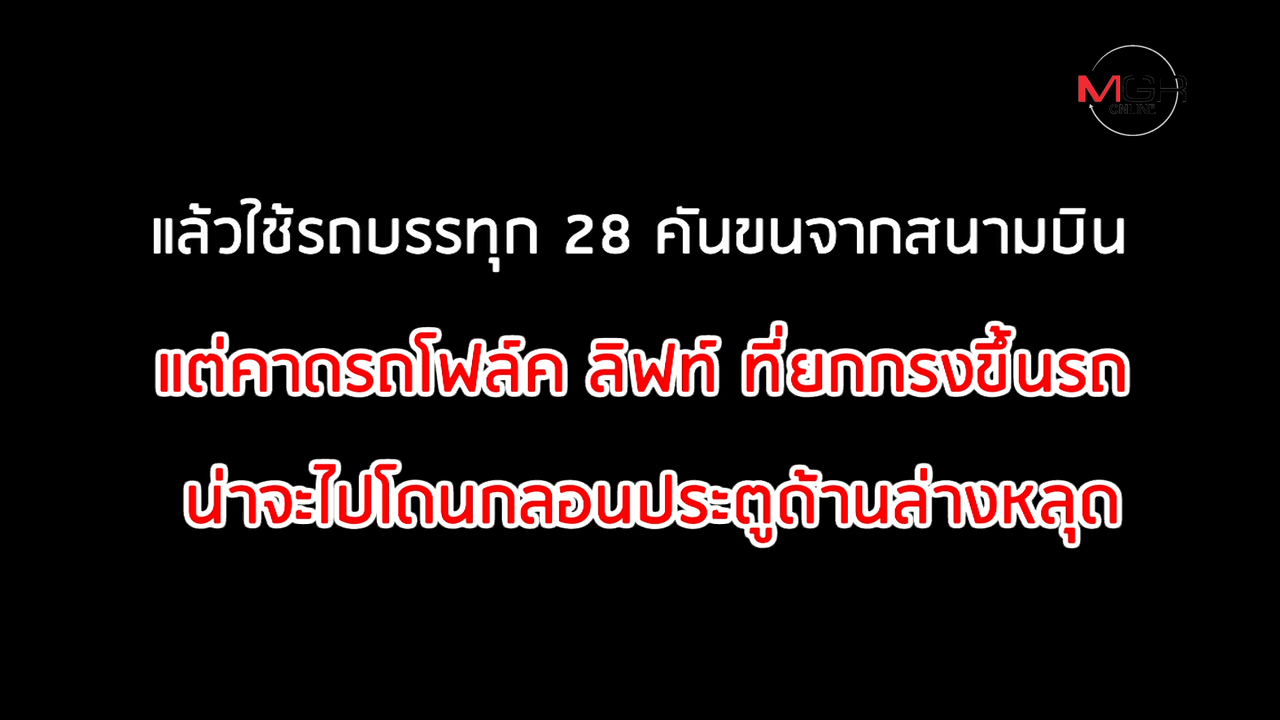 MGR
ONLINE
แล้วใช้รถบรรทุก 28 คันขนจากสนามบิน
แต่คาดรถโฟล์ค ลิฟท์ ที่ยกกรงขึ้นรถ
น่าจะไปโดนกลอนประตูด้านล่างหลุด